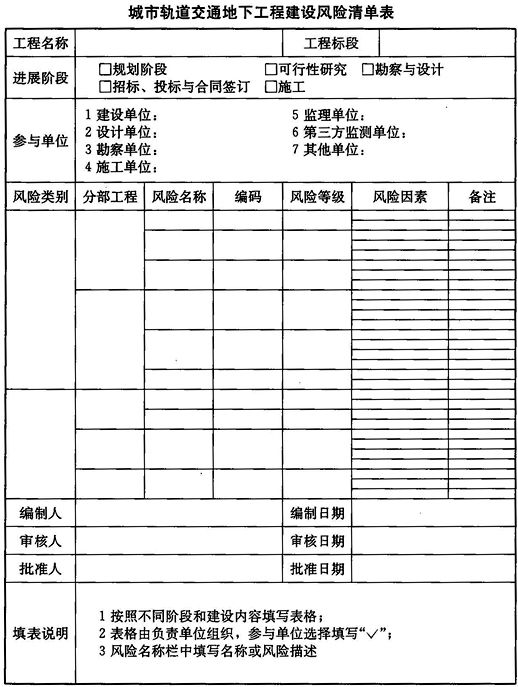 城市轨道交通地下工程建设风险清单表
工程名称 工程标段
进展阶段 □规划阶段 □可行性研究 □勘察与设计
□招标、投标与合同签订 □施工
参与单位
1 建设单位： 5 监理单位：
2 设计单位： 6 第三方监测单位：
3 勘察单位： 7 其他单位：
4 施工单位：
风险类别 分部工程 风险名称 编码 风险等级 风险因素 备注
编制人 编制日期
审核人 审核日期
批准人 批准日期
填表说明
1 按照不同阶段和建设内容填写表格；
2 表格由负责单位组织，参与单位选择填写“✓”；
3 风险名称栏中填写名称或风险描述